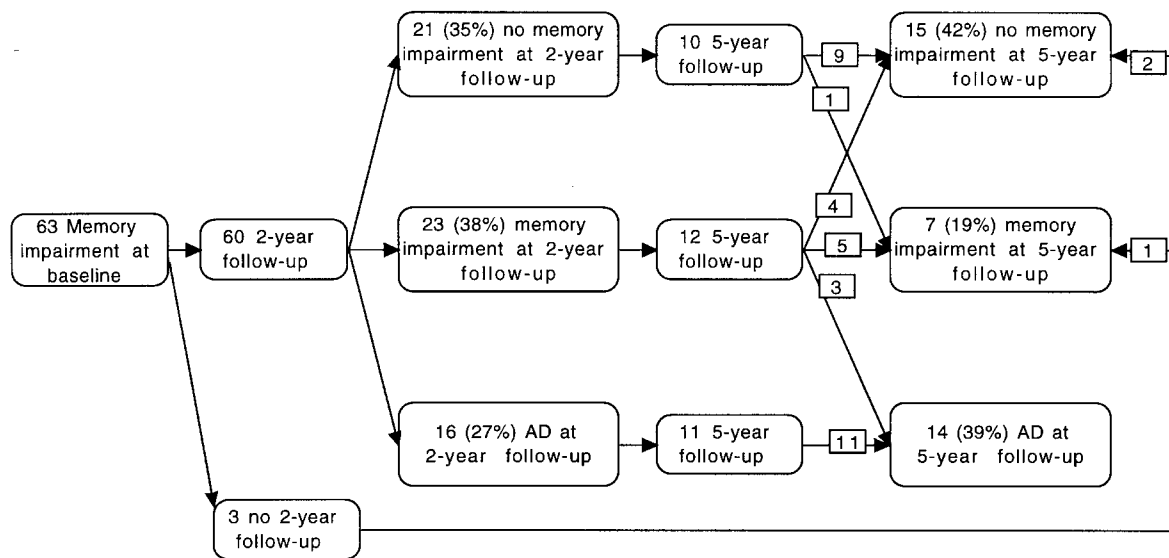 63 Memory
impairment at
baseline
60 2-year
follow-up
3 no 2-year
follow-up
21 (35%) no memory
impairment at 2-year
follow-up
23 (38%) memory
impairment at 2-year
follow-up
16 (27%) AD at
2-year follow-up
10 5-year
follow-up
12 5-year
follow-up
11 5-year
follow-up
9
1
4
5
3
11
15 (42%) no memory
impairment at 5-year
follow-up
7 (19%) memory
impairment at 5-year
follow-up
14 (39%) AD at
5-year follow-up
2
1